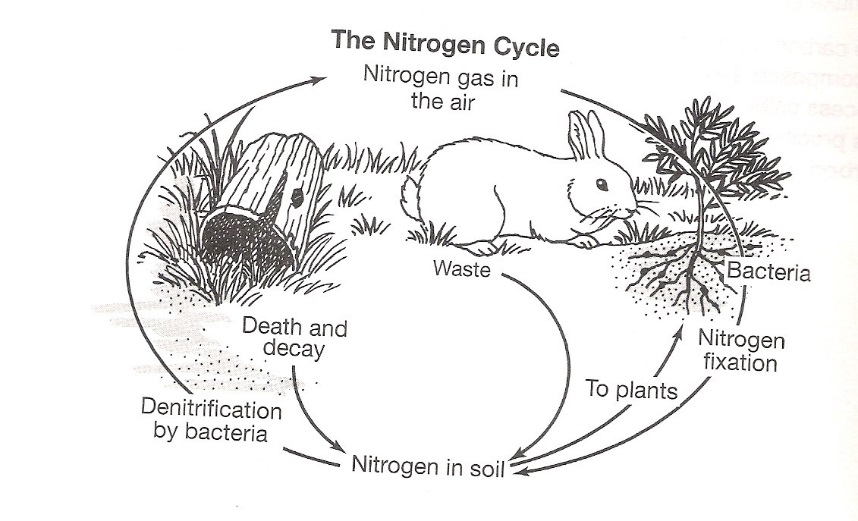 The Nitrogen Cycle
Nitrogen gas in
the air
Waste
Bacteria
Death and
decay
Nitrogen
fixation
To plants
Denitrification
by bacteria
Nitrogen in soil